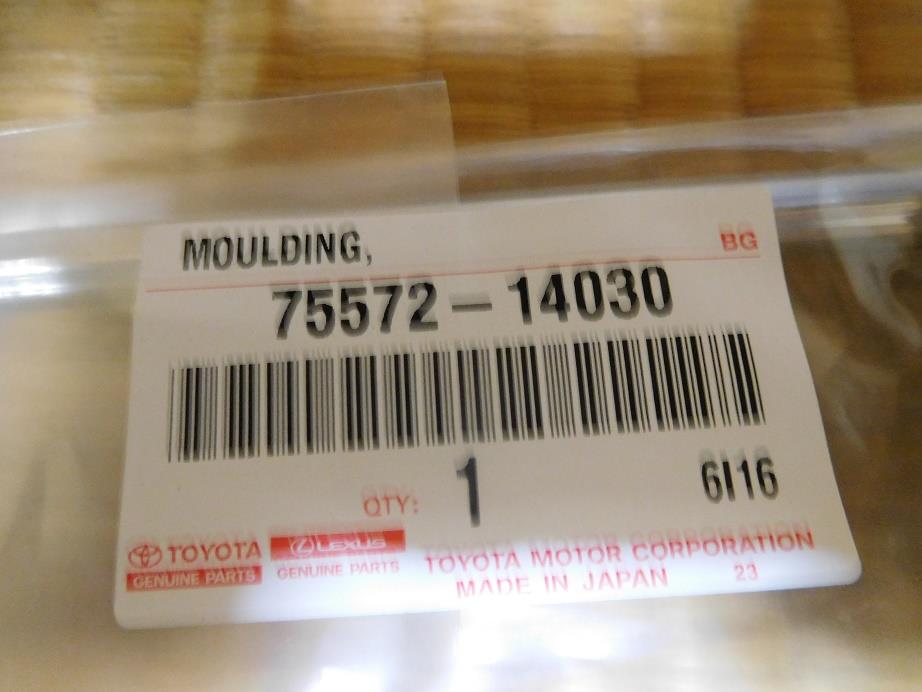 MOULDING,
BG
75572-14030
QTY: 1
6I16
TOYOTA
GENUINE PARTS
LEXUS
GENUINE PARTS
TOYOTA MOTOR CORPORATION
MADE IN JAPAN 23